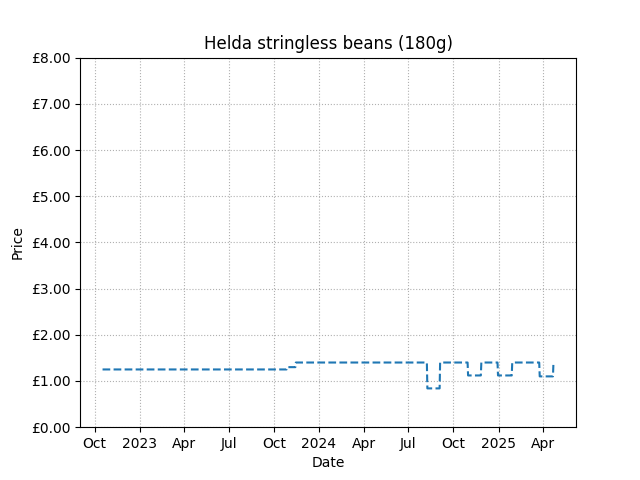 Helda stringless beans (180g)
£8.00
£7.00
£6.00
£5.00
£4.00
£3.00
£2.00
£1.00
£0.00
Price
Oct 2023 Apr Jul Oct 2024 Apr Jul Oct 2025 Apr
Date